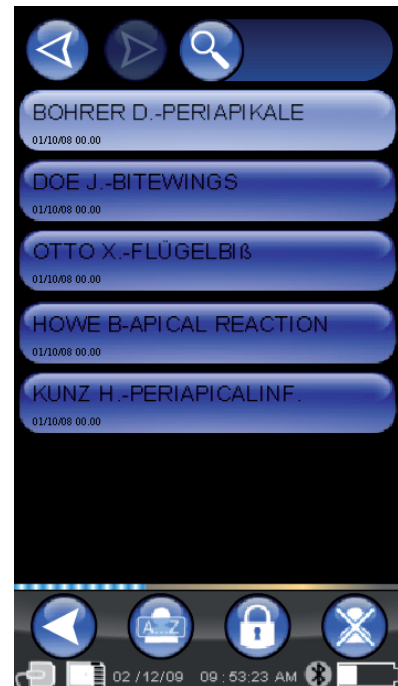 BOHRER D.-PERIAPIKALE
01/10/08 00.00
DOE J.-BITEWINGS
01/10/08 00.00
OTTO X.-FLÜGELBIß
01/10/08 00.00
HOWE B-APICAL REACTION
01/10/08 00.00
KUNZ H.-PERIAPICALINF.
01/10/08 00.00
A...Z
02 /12/09 09:53:23 AM